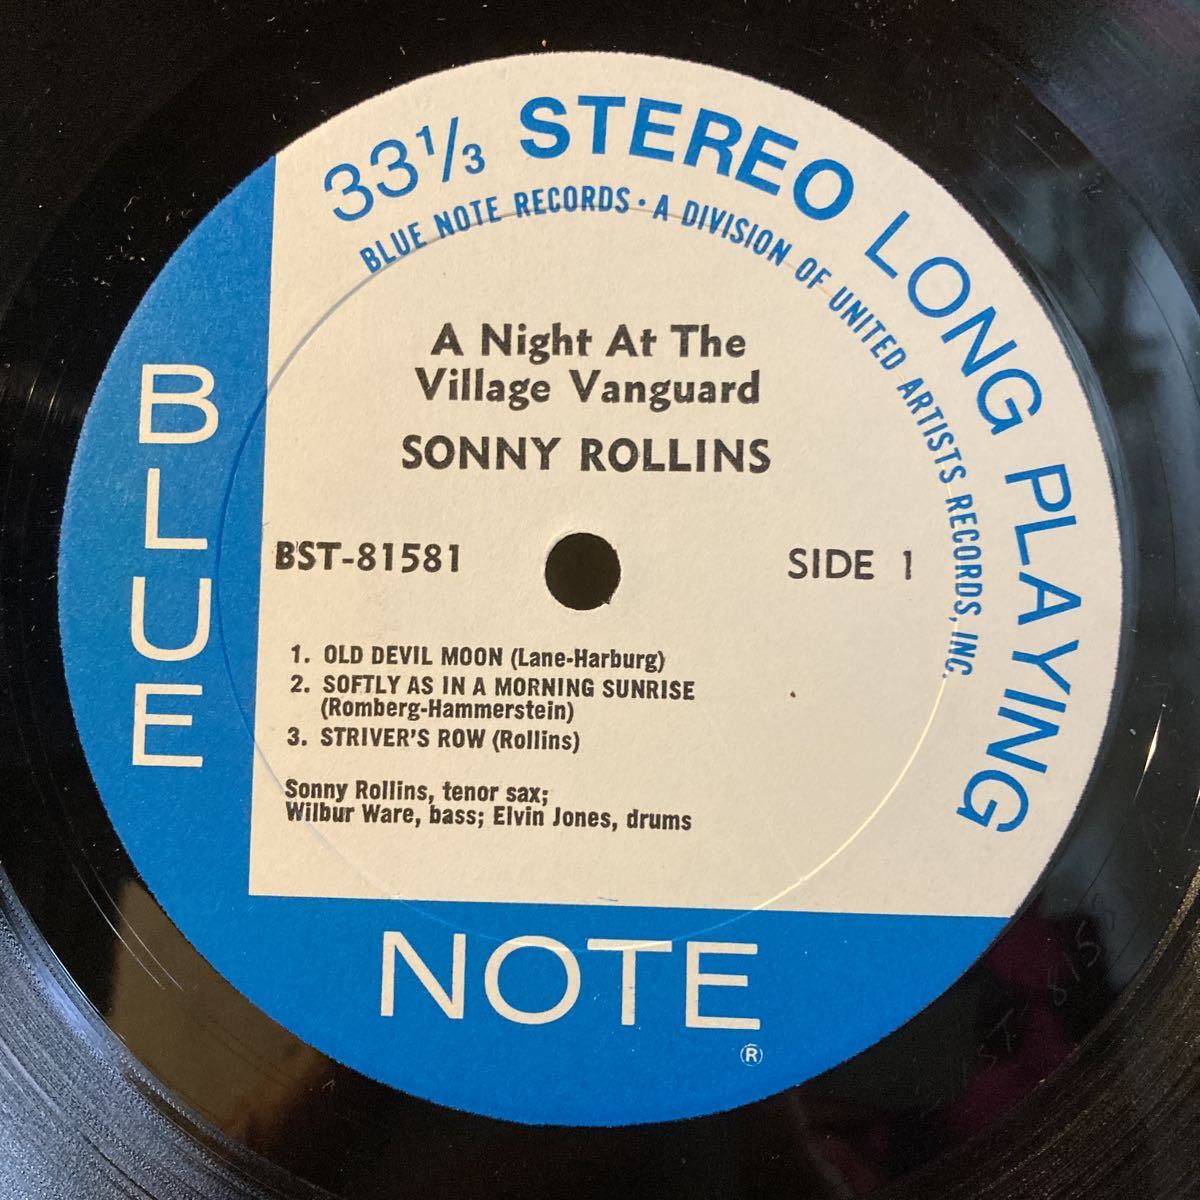 33⅓ STEREO LONG PLAYING
BLUE NOTE RECORDS · A DIVISION OF UNITED ARTISTS RECORDS, INC.
A Night At The
Village Vanguard
SONNY ROLLINS
BST-81581
SIDE 1
1. OLD DEVIL MOON (Lane-Harburg)
2. SOFTLY AS IN A MORNING SUNRISE
(Romberg-Hammerstein)
3. STRIVER'S ROW (Rollins)
Sonny Rollins, tenor sax;
Wilbur Ware, bass; Elvin Jones, drums
BLUE
NOTE
®